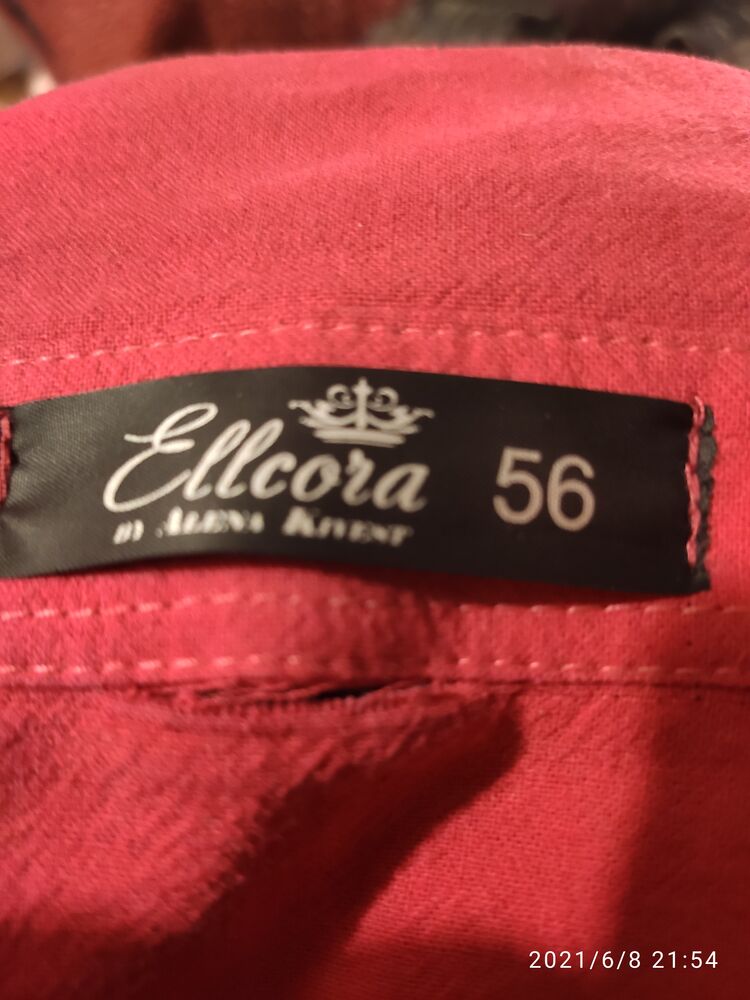 Ellcora 56
BY ALENA KIVENT
2021/6/8 21:54